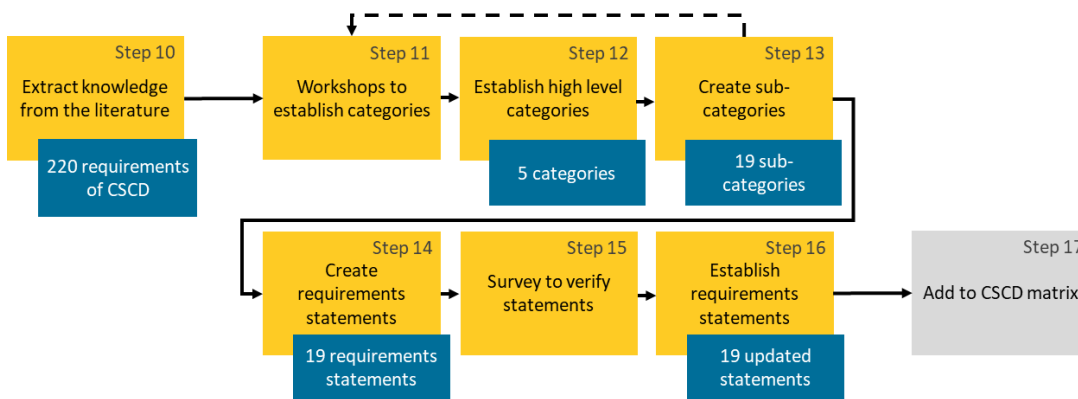 Step 10
Extract knowledge
from the literature
220 requirements
of CSCD
Step 11
Workshops to
establish categories
Step 12
Establish high level
categories
5 categories
Step 13
Create sub-
categories
19 sub-
categories
Step 14
Create
requirements
statements
19 requirements
statements
Step 15
Survey to verify
statements
Step 16
Establish
requirements
statements
19 updated
statements
Step 17
Add to CSCD matrix